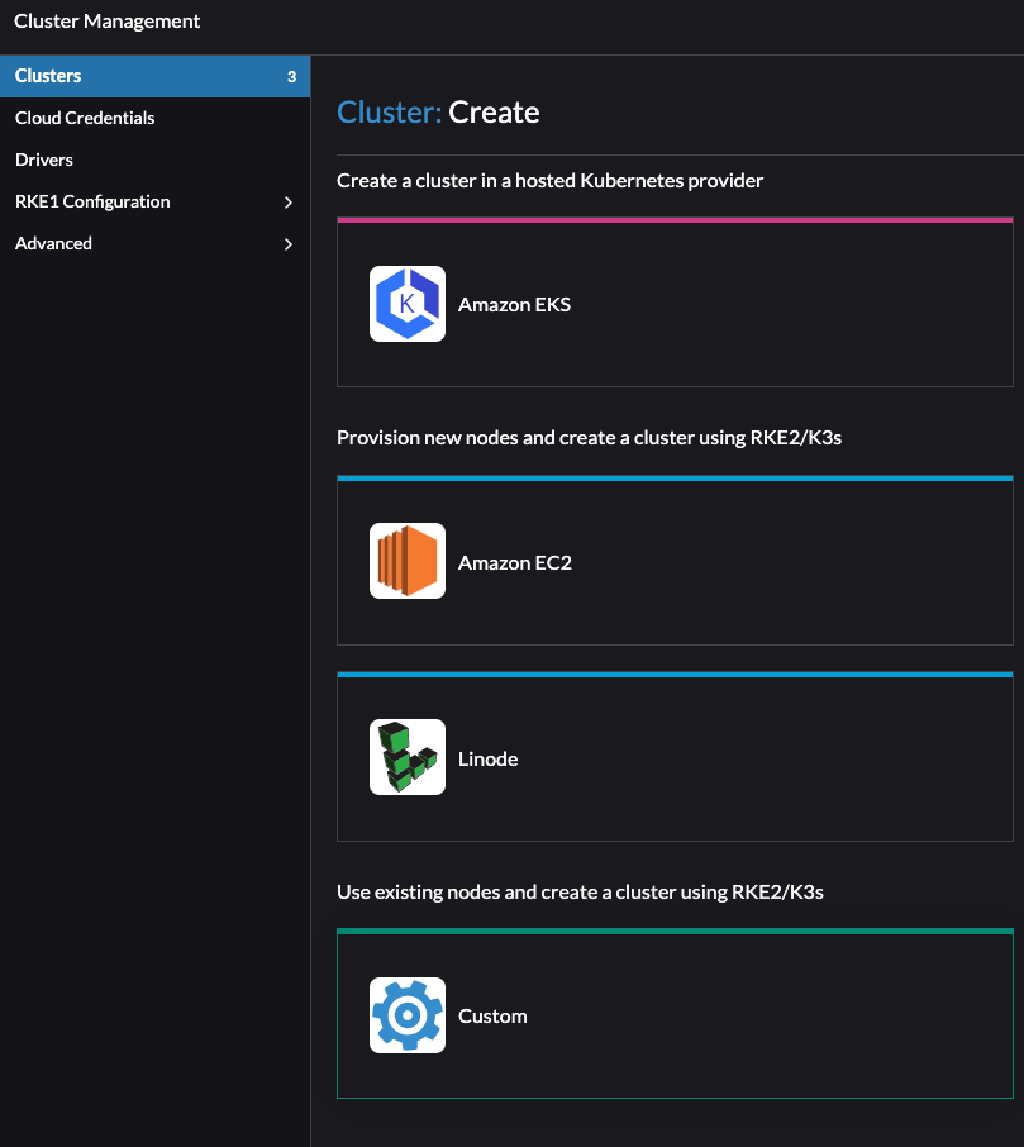 Cluster Management
Clusters 3
Cloud Credentials
Drivers
RKE1 Configuration
Advanced
Cluster: Create
Create a cluster in a hosted Kubernetes provider
K
Amazon EKS
Provision new nodes and create a cluster using RKE2/K3s
Amazon EC2
Linode
Use existing nodes and create a cluster using RKE2/K3s
Custom